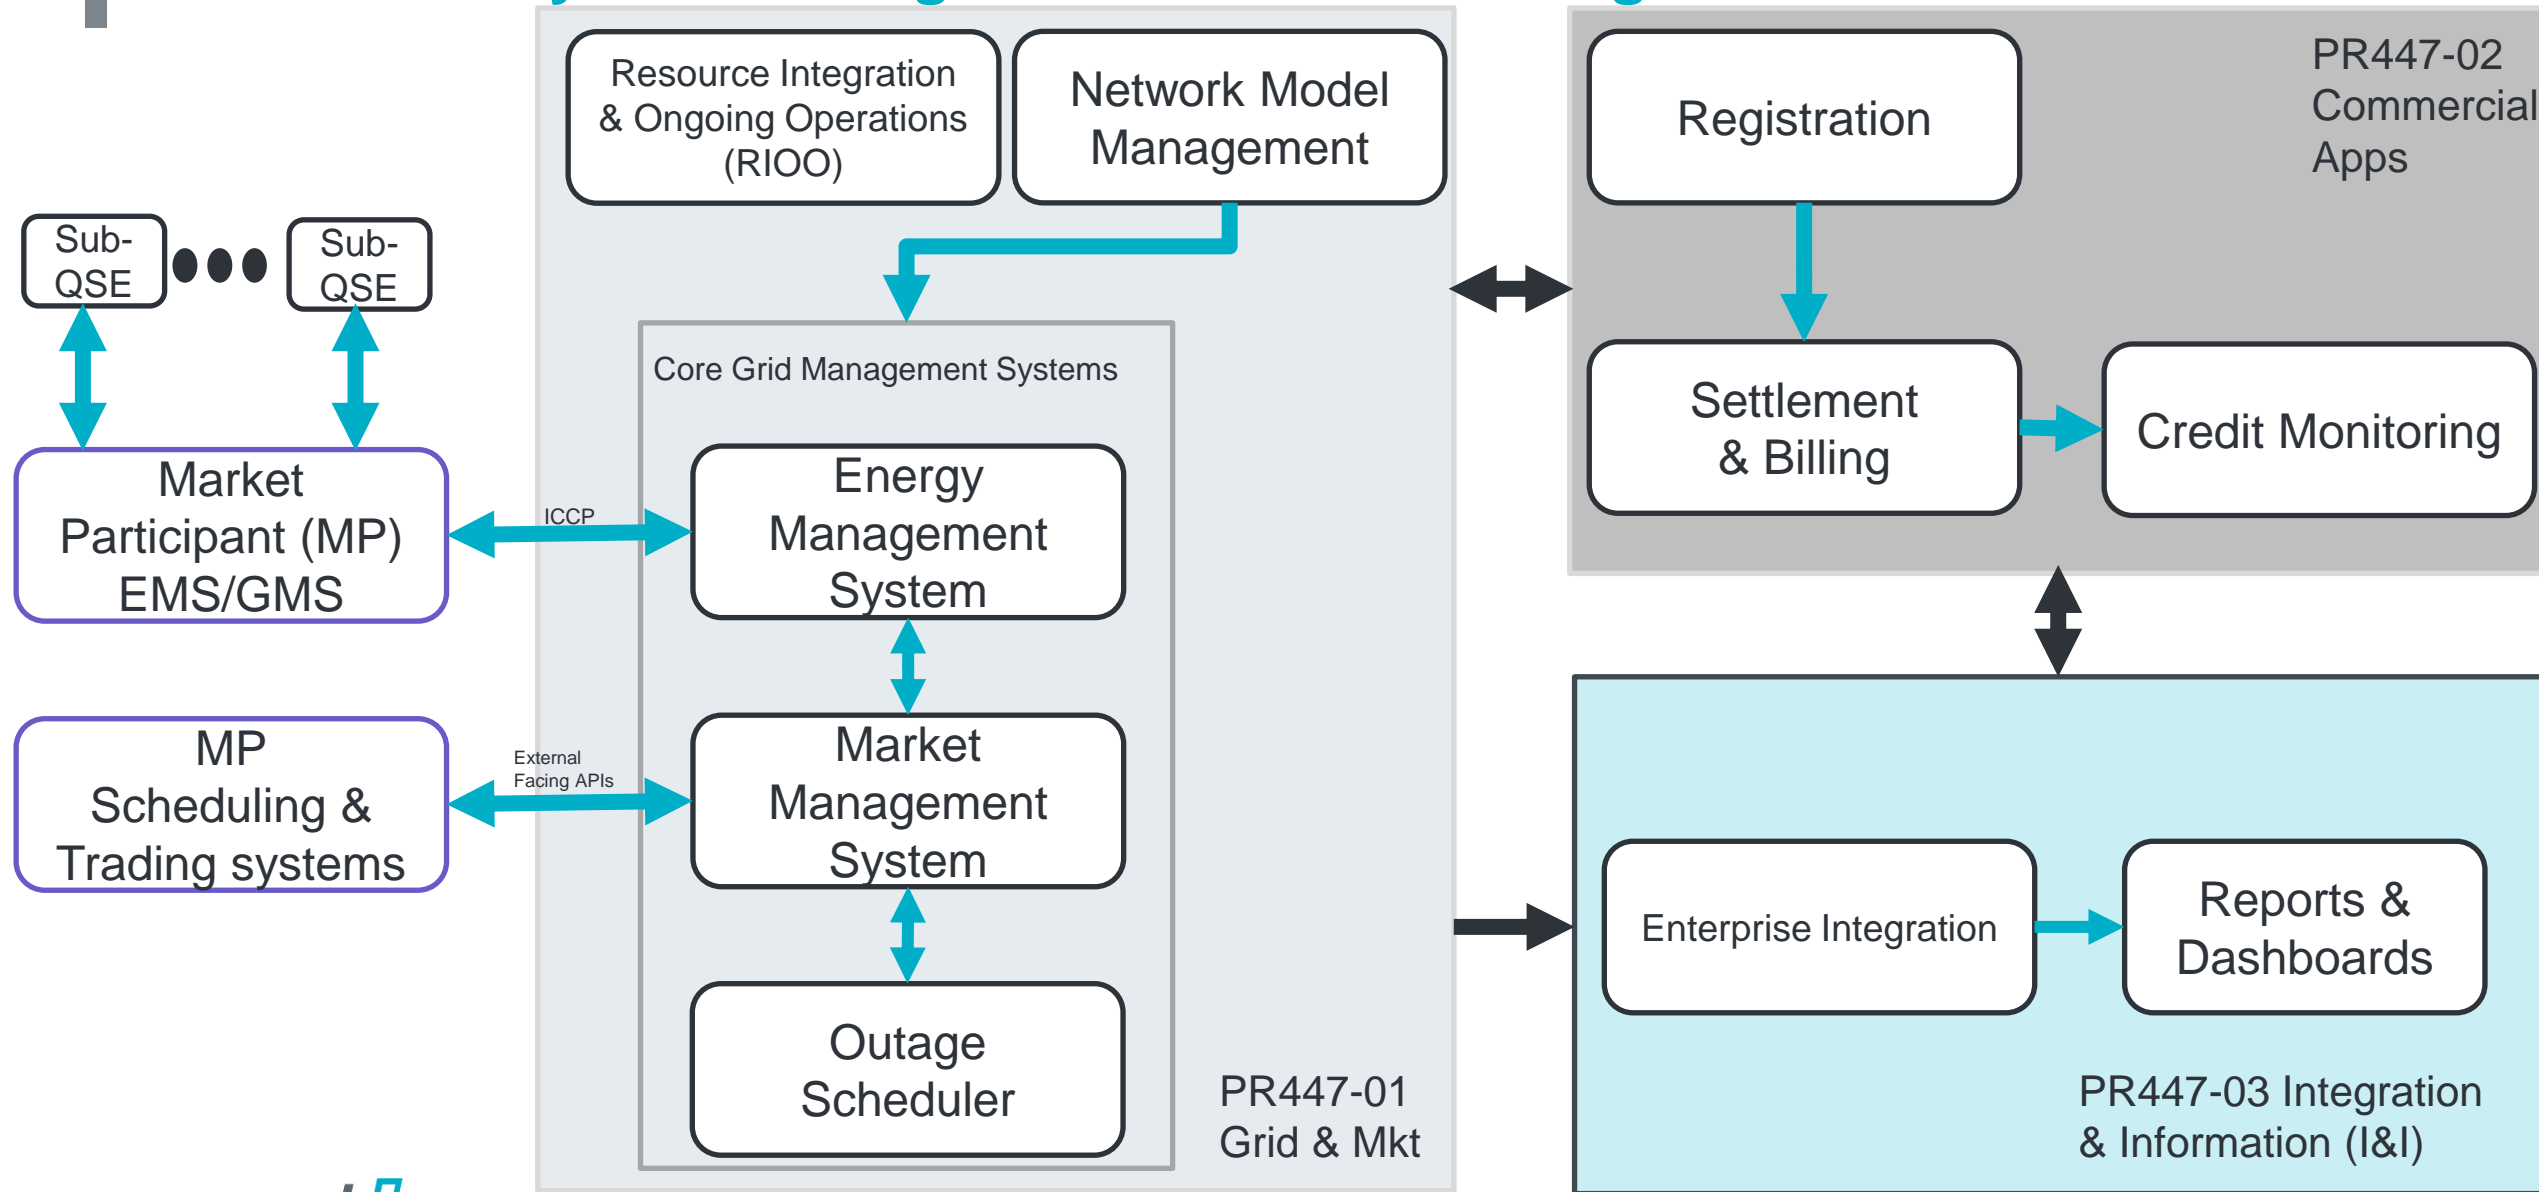 Resource Integration
& Ongoing Operations
(RIOO)
Network Model
Management
Registration
PR447-02
Commercial
Apps
Sub-
QSE
Sub-
QSE
Core Grid Management Systems
Settlement
& Billing
Credit Monitoring
Market
Participant (MP)
EMS/GMS
ICCP
Energy
Management
System
MP
Scheduling &
Trading systems
External
Facing APIs
Market
Management
System
Enterprise Integration
Reports &
Dashboards
Outage
Scheduler
PR447-01
Grid & Mkt
PR447-03 Integration
& Information (I&I)